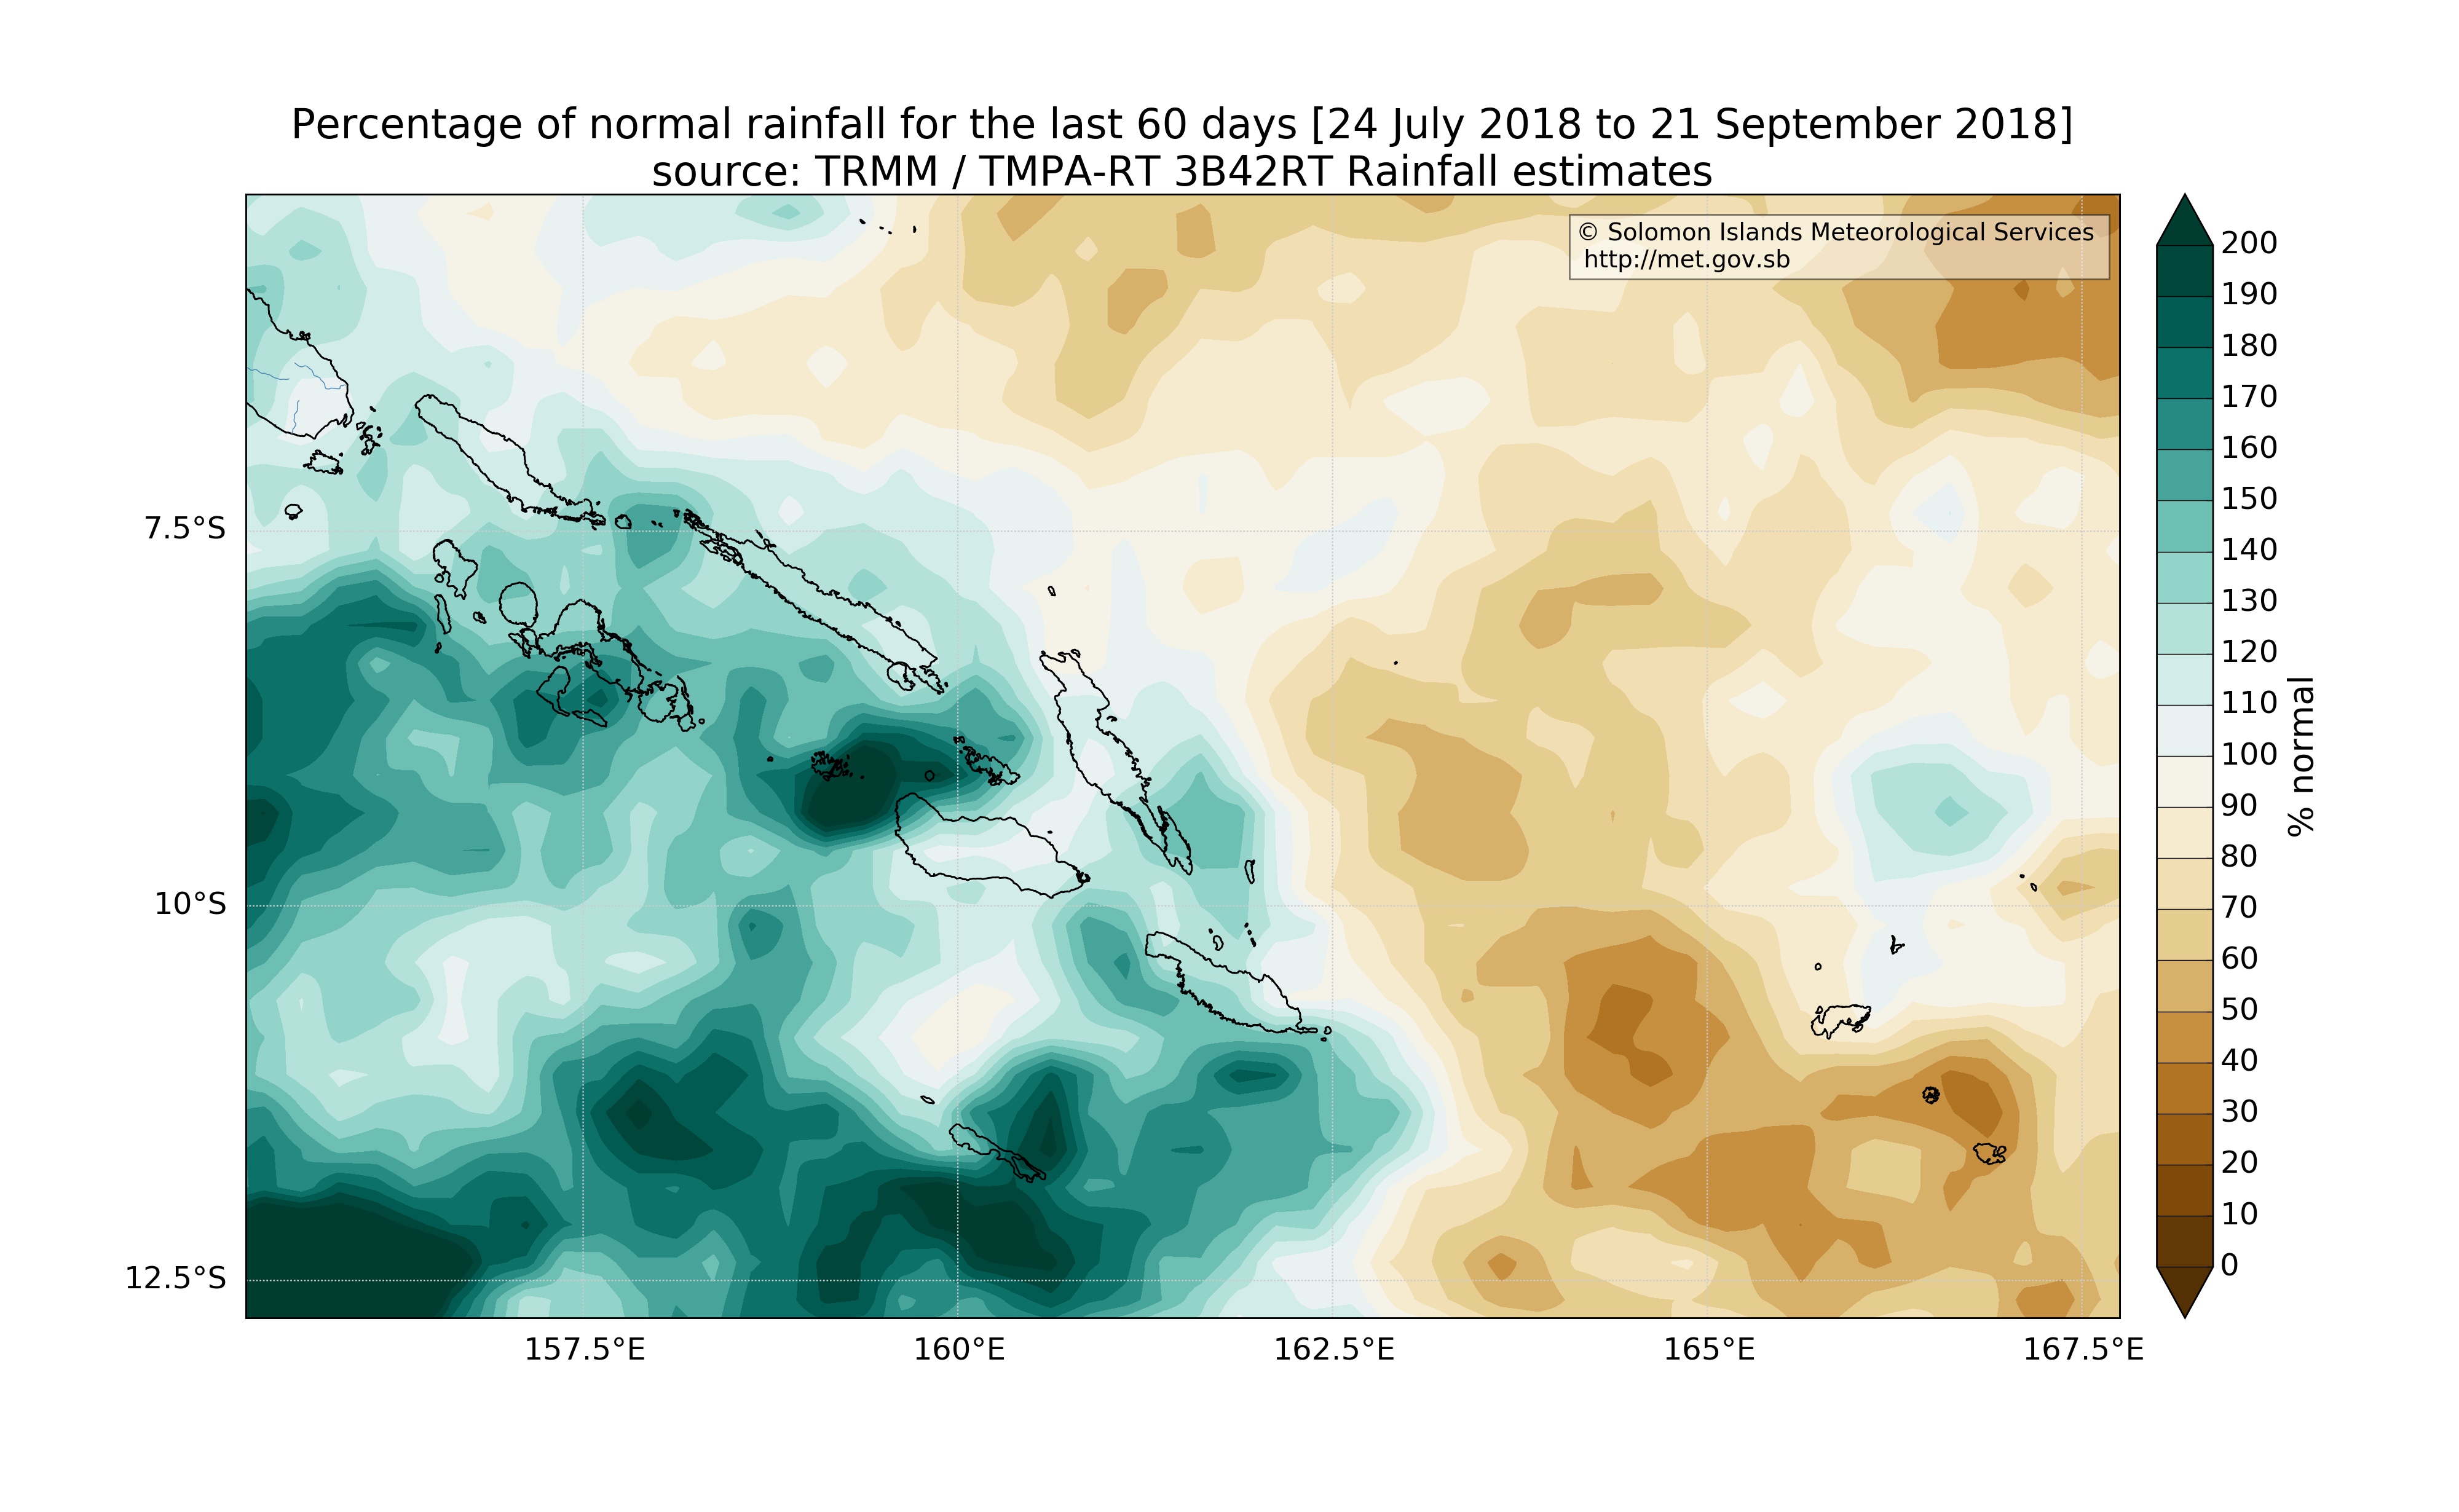 Percentage of normal rainfall for the last 60 days [24 July 2018 to 21 September 2018]
source: TRMM / TMPA-RT 3B42RT Rainfall estimates
© Solomon Islands Meteorological Services
http://met.gov.sb
7.5°S
10°S
12.5°S
157.5°E
160°E
162.5°E
165°E
167.5°E
200
190
180
170
160
150
140
130
120
110
100
90
80
70
60
50
40
30
20
10
0
% normal